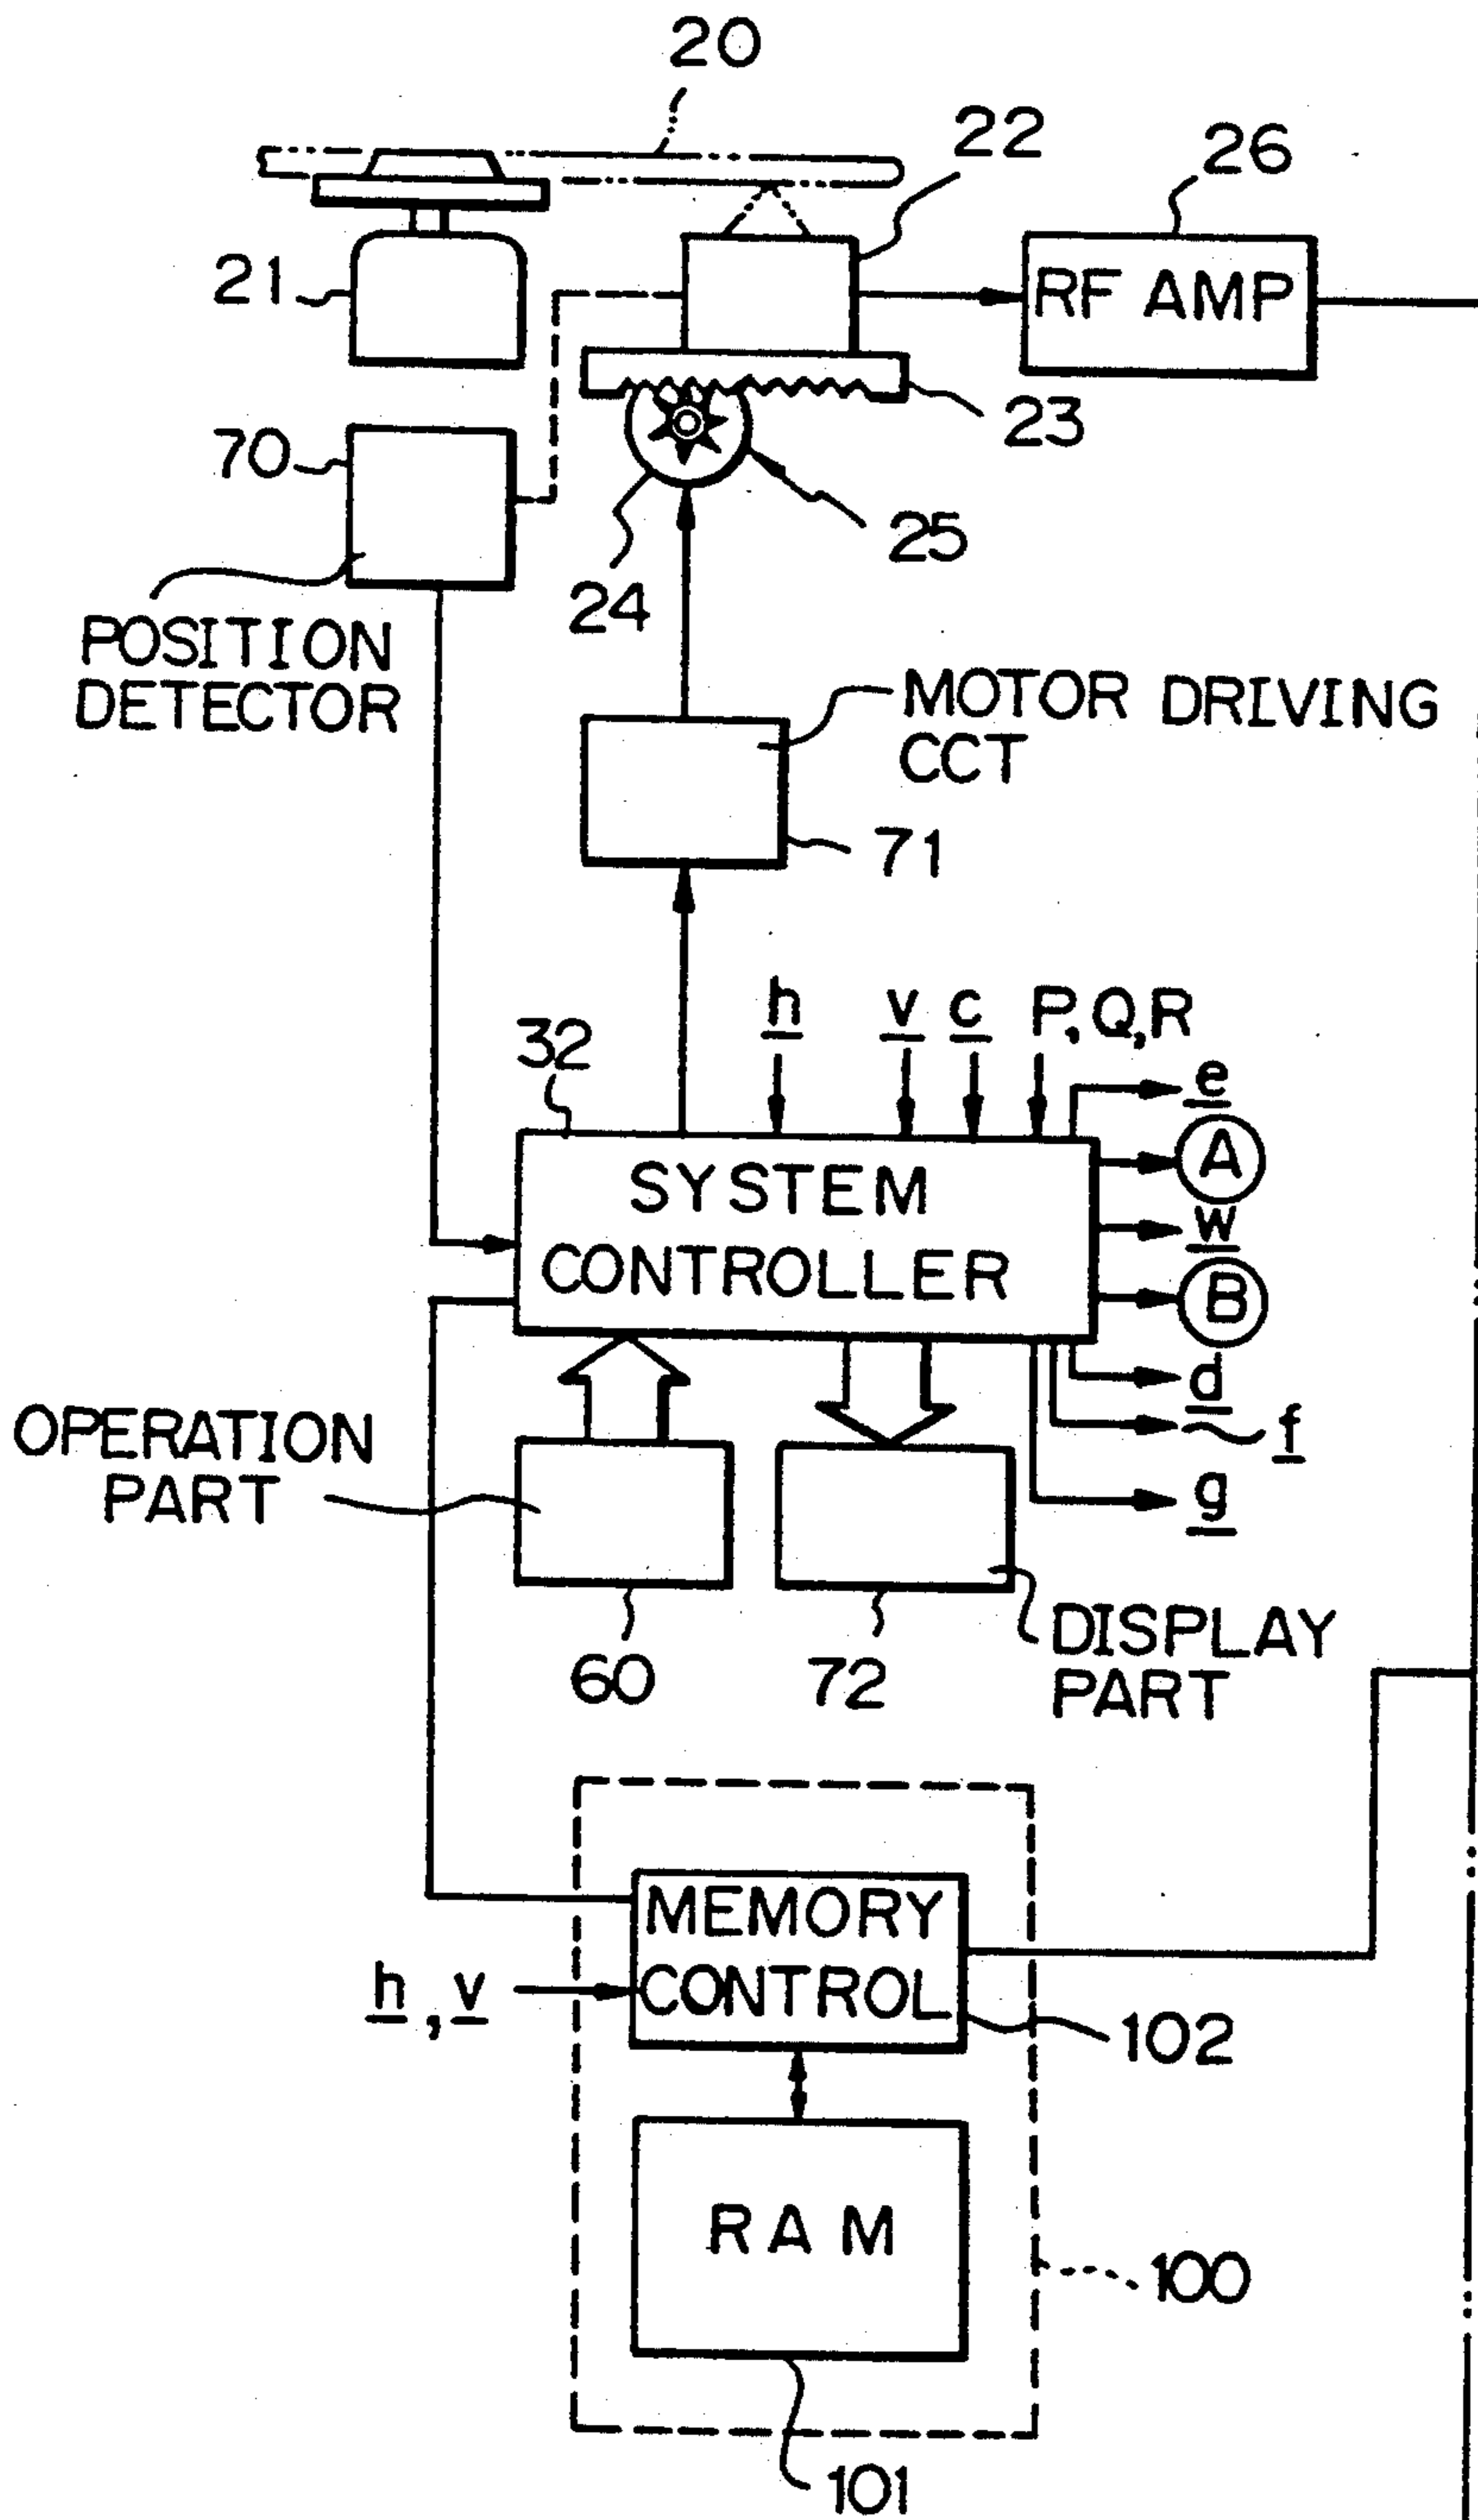 20
22
26
21
RF AMP
23
70
25
24
POSITION
DETECTOR
MOTOR DRIVING
CCT
71
h
v
c
P,Q,R
32
e
A
SYSTEM
CONTROLLER
w
B
d
f
g
OPERATION
PART
60
72
DISPLAY
PART
MEMORY
CONTROL
h,v
102
RAM
100
101